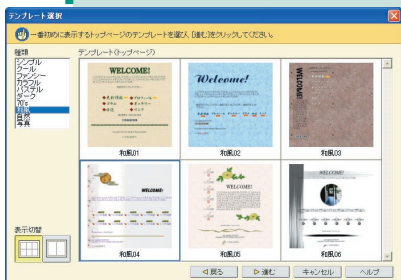 テンプレート選択
一番初めに表示するトップページのテンプレートを選び、[進む]をクリックしてください。
種類
テンプレート(トップページ)
シンプル
クール
ファンシー
カラフル
パステル
ダーク
70's
和風
自然
写真
WELCOME!
和風01
Welcome!
和風02
WELCOME!
和風03
WELCOME!
和風04
WELCOME!
和風05
WELCOME!
和風06
表示切替
戻る
進む
キャンセル
ヘルプ